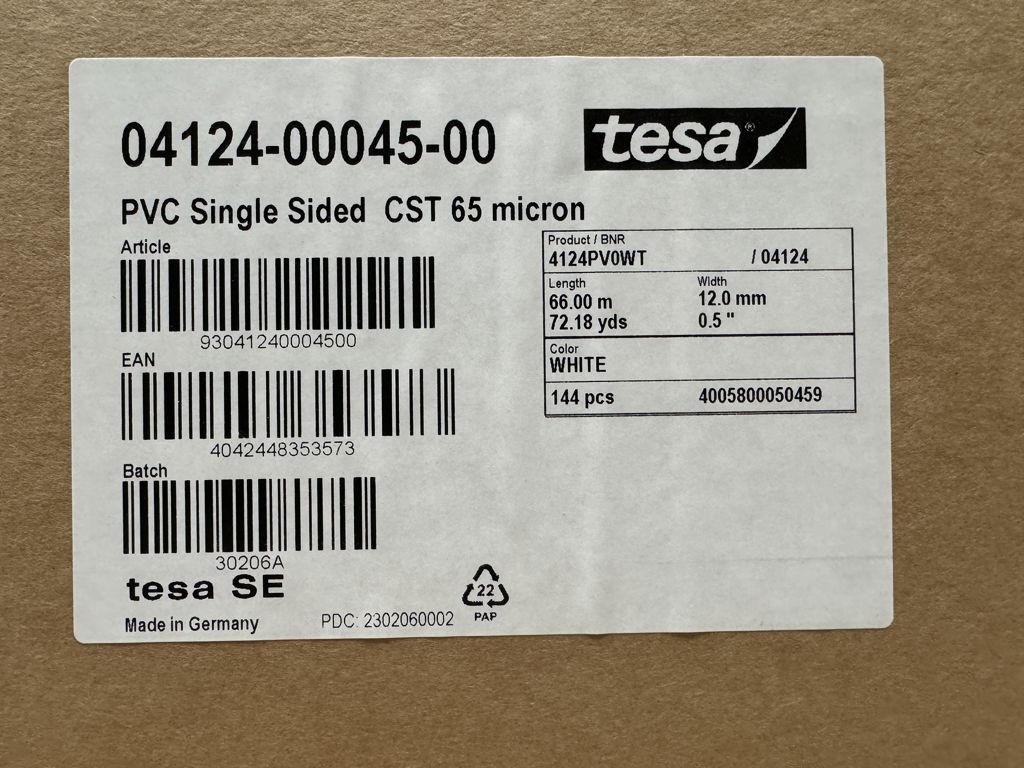 04124-00045-00
tesa®
PVC Single Sided CST 65 micron
Article
93041240004500
EAN
4042448353573
Batch
30206A
tesa SE
Made in Germany
PDC: 2302060002
22
PAP
Product / BNR
4124PV0WT / 04124
Length Width
66.00 m 12.0 mm
72.18 yds 0.5 "
Color
WHITE
144 pcs 4005800050459